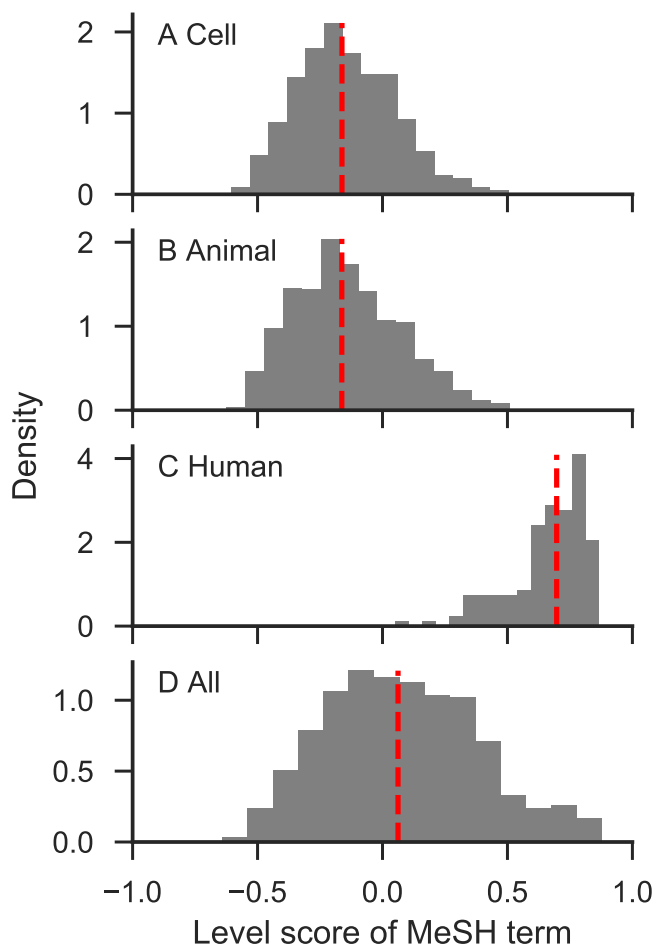 2
A Cell
1
0
2
B Animal
1
0
Density
4
C Human
2
0
D All
1.0
0.5
0.0
−1.0 −0.5 0.0 0.5 1.0
Level score of MeSH term